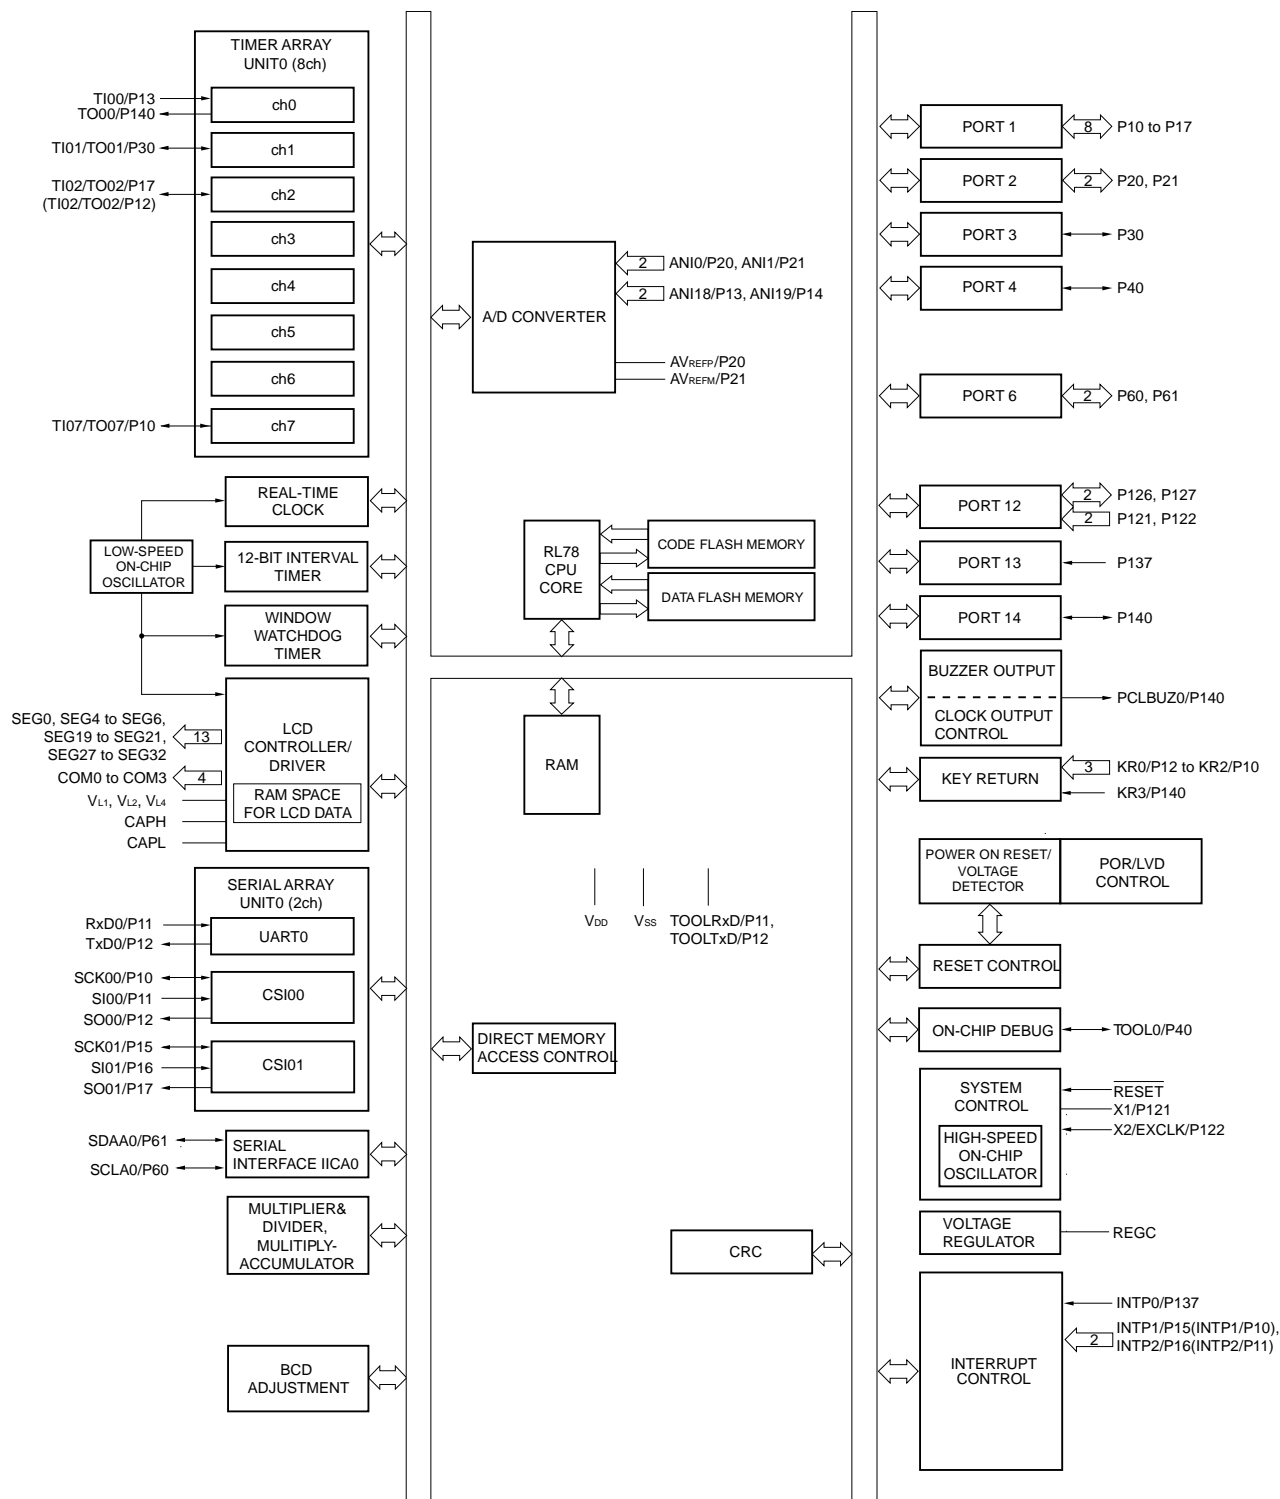 TIMER ARRAY
UNIT0 (8ch)
TI00/P13
TO00/P140
ch0
TI01/TO01/P30
ch1
TI02/TO02/P17
(TI02/TO02/P12)
ch2
ch3
ch4
ch5
ch6
TI07/TO07/P10
ch7
REAL-TIME
CLOCK
LOW-SPEED
ON-CHIP
OSCILLATOR
12-BIT INTERVAL
TIMER
WINDOW
WATCHDOG
TIMER
SEG0, SEG4 to SEG6,
SEG19 to SEG21,
SEG27 to SEG32
13
COM0 to COM3
4
VL1, VL2, VL4
CAPH
CAPL
LCD
CONTROLLER/
DRIVER
RAM SPACE
FOR LCD DATA
SERIAL ARRAY
UNIT0 (2ch)
RxD0/P11
TxD0/P12
UART0
SCK00/P10
SI00/P11
SO00/P12
CSI00
SCK01/P15
SI01/P16
SO01/P17
CSI01
SDAA0/P61
SCLA0/P60
SERIAL
INTERFACE IICA0
MULTIPLIER&
DIVIDER,
MULITIPLY-
ACCUMULATOR
BCD
ADJUSTMENT
A/D CONVERTER
2
ANI0/P20, ANI1/P21
2
ANI18/P13, ANI19/P14
AVREFP/P20
AVREFM/P21
RL78
CPU
CORE
CODE FLASH MEMORY
DATA FLASH MEMORY
RAM
VDD
VSS
TOOLRxD/P11,
TOOLTxD/P12
DIRECT MEMORY
ACCESS CONTROL
CRC
PORT 1
8
P10 to P17
PORT 2
2
P20, P21
PORT 3
P30
PORT 4
P40
PORT 6
2
P60, P61
PORT 12
2
P126, P127
2
P121, P122
PORT 13
P137
PORT 14
P140
BUZZER OUTPUT
CLOCK OUTPUT
CONTROL
PCLBUZ0/P140
KEY RETURN
3
KR0/P12 to KR2/P10
KR3/P140
POWER ON RESET/
VOLTAGE
DETECTOR
POR/LVD
CONTROL
RESET CONTROL
ON-CHIP DEBUG
TOOL0/P40
SYSTEM
CONTROL
HIGH-SPEED
ON-CHIP
OSCILLATOR
RESET
X1/P121
X2/EXCLK/P122
VOLTAGE
REGULATOR
REGC
INTERRUPT
CONTROL
INTP0/P137
2
INTP1/P15(INTP1/P10),
INTP2/P16(INTP2/P11)